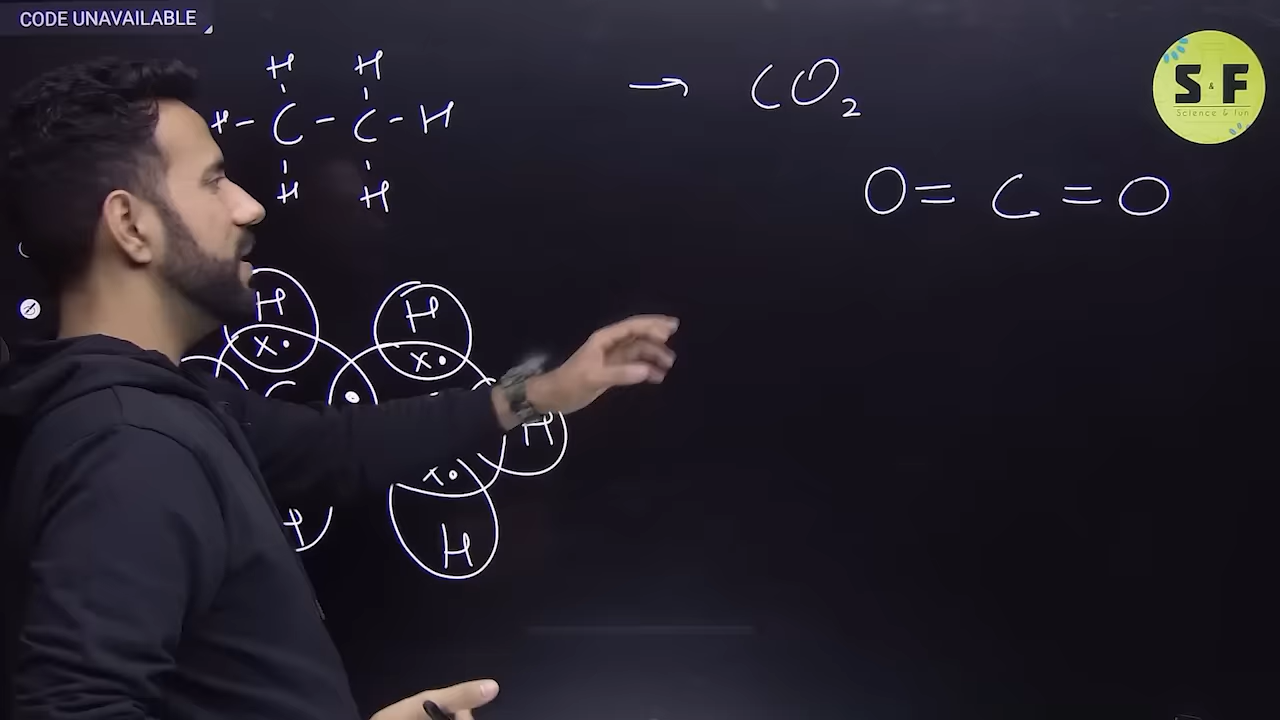 CODE UNAVAILABLE
S & F
Science & fun
H H
H - C - C - H
H H
→ CO₂
O = C = O
H H
x • x •
C •
H
x •
H